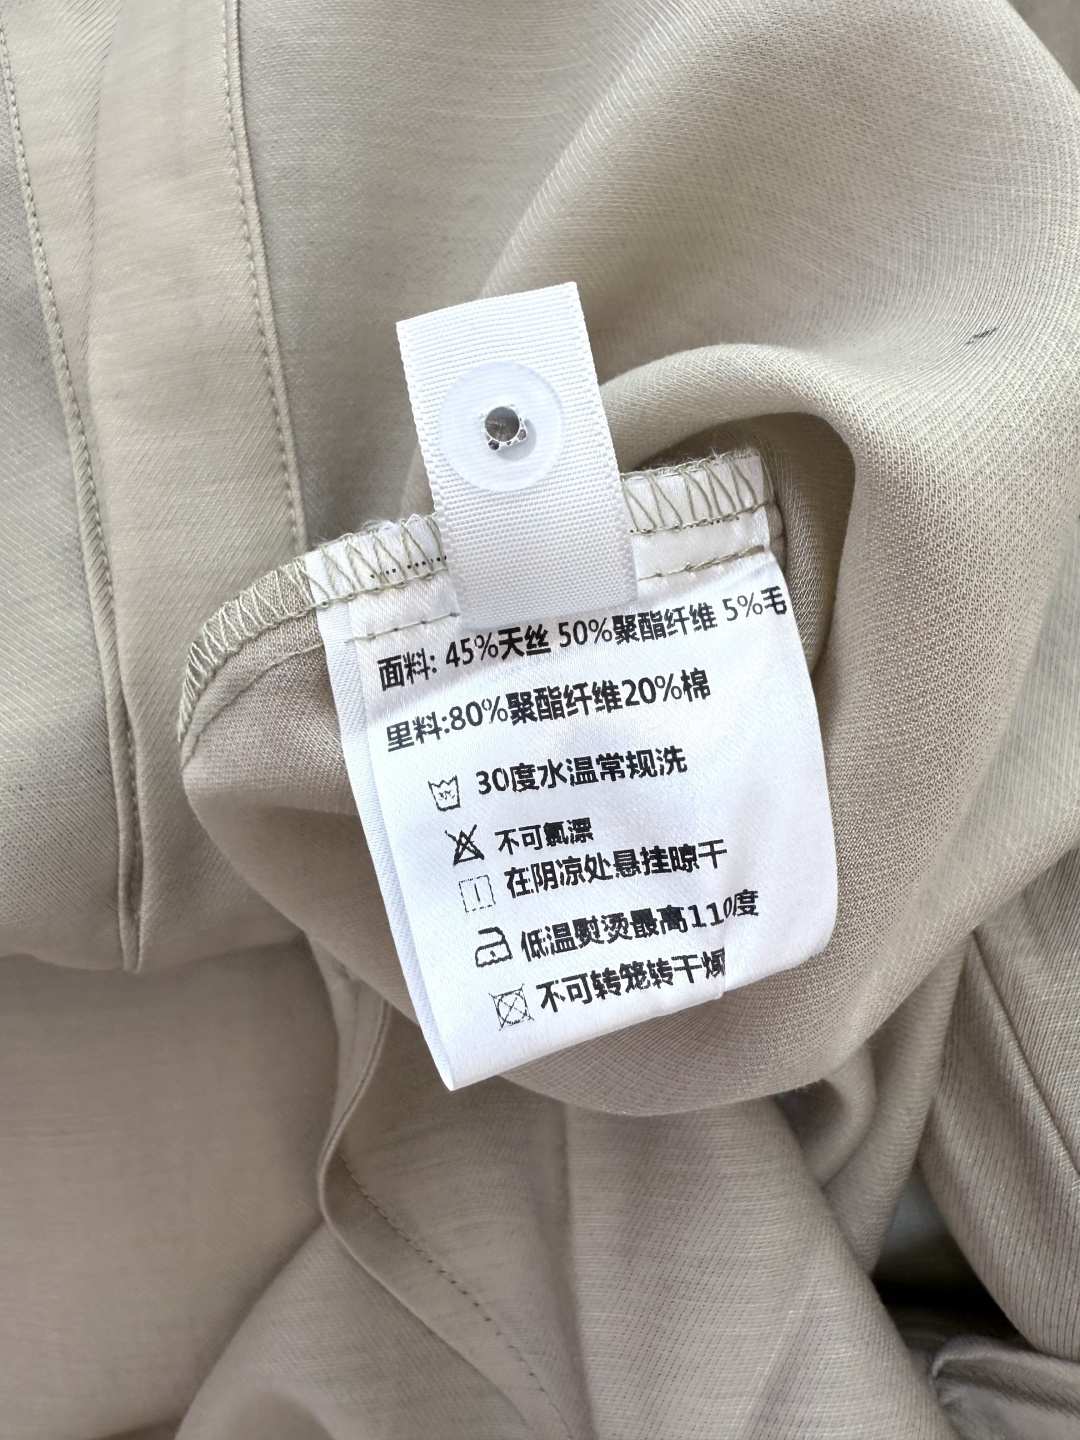 面料: 45%天丝 50%聚酯纤维 5%毛
里料:80%聚酯纤维20%棉
30度水温常规洗
不可氯漂
在阴凉处悬挂晾干
低温熨烫最高110度
不可转笼转干燥